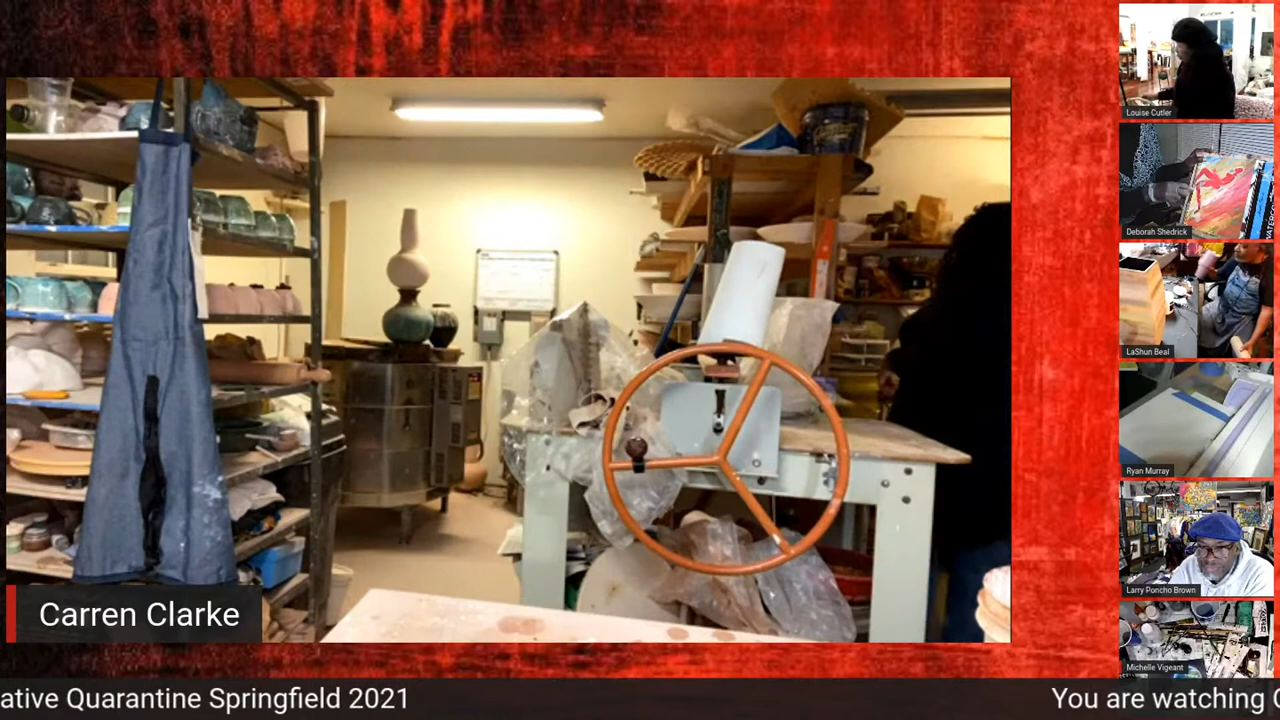 Louise Cutler
Deborah Shedrick
WATERCO
LaShun Beal
Ryan Murray
Larry Poncho Brown
Michelle Vigeant
Carren Clarke
ative Quarantine Springfield 2021
You are watching C